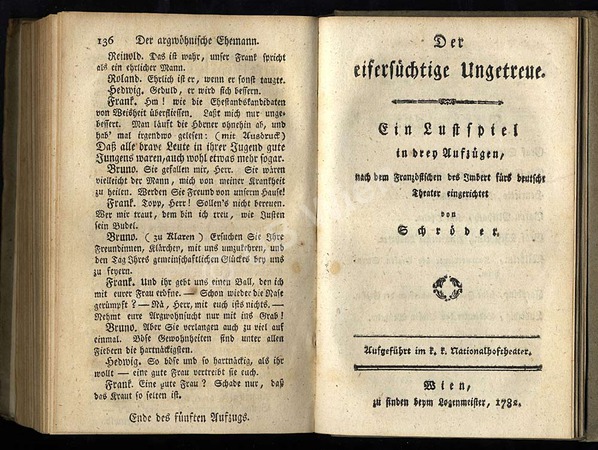 136 Der argwöhnische Ehemann.
Reinold. Das ist wahr, unser Frank spricht
als ein ehrlicher Mann.
Roland. Ehrlich ist er, wenn er sonst taugte.
Hedwig. Geduld, er wird sich bessern.
Frank. Hm! wie die Ehestandskandidaten
von Weisheit überfliessen. Laßt mich nur unge-
bessert. Man läuft die Hörner ohnehin ab, und
hab' mal irgendwo gelesen: (mit Ausdruck)
Daß alle brave Leute in ihrer Jugend gute
Jungens waren, auch wohl etwas mehr sogar.
Bruno. Sie gefallen mir, Herr. Sie wären
vielleicht der Mann, mich von meiner Krankheit
zu heilen. Werden Sie Freund von unserm Hause!
Frank. Topp, Herr! Sollen's nicht bereuen.
Wer mir traut, dem bin ich treu, wie Justen
sein Budel.
Bruno. (zu Klaren) Ersuchen Sie Ihre
Freundinnen, Klärchen, mit uns umzukehren, und
den Tag Ihres gemeinschaftlichen Glückes bey uns
zu feyern.
Frank. Und ihr gebt uns einen Ball, den ich
mit eurer Frau eröfne. — Schon wieder die Nase
gerümpft? — Nä, Herr, mit euch ists nichts. —
Nehmt eure Argwohnsucht nur mit ins Grab!
Bruno. Aber Sie verlangen auch zu viel auf
einmal. Böse Gewohnheiten sind unter allen
Fiebern die hartnäckigsten.
Hedwig. So böse und so hartnäckig, als ihr
wollt — eine gute Frau vertreibt sie euch.
Frank. Eine gute Frau? Schade nur, daß
das Kraut so selten ist.
Ende des fünften Aufzugs.
Der
eifersüchtige Ungetreue.
Ein Lustspiel
in drey Aufzügen,
nach dem Französischen des Imbert fürs deutsche
Theater eingerichtet
von
Schröder.
Aufgeführt im k. k. Nationalhoftheater.
Wien,
zu finden beym Logenmeister, 1782.